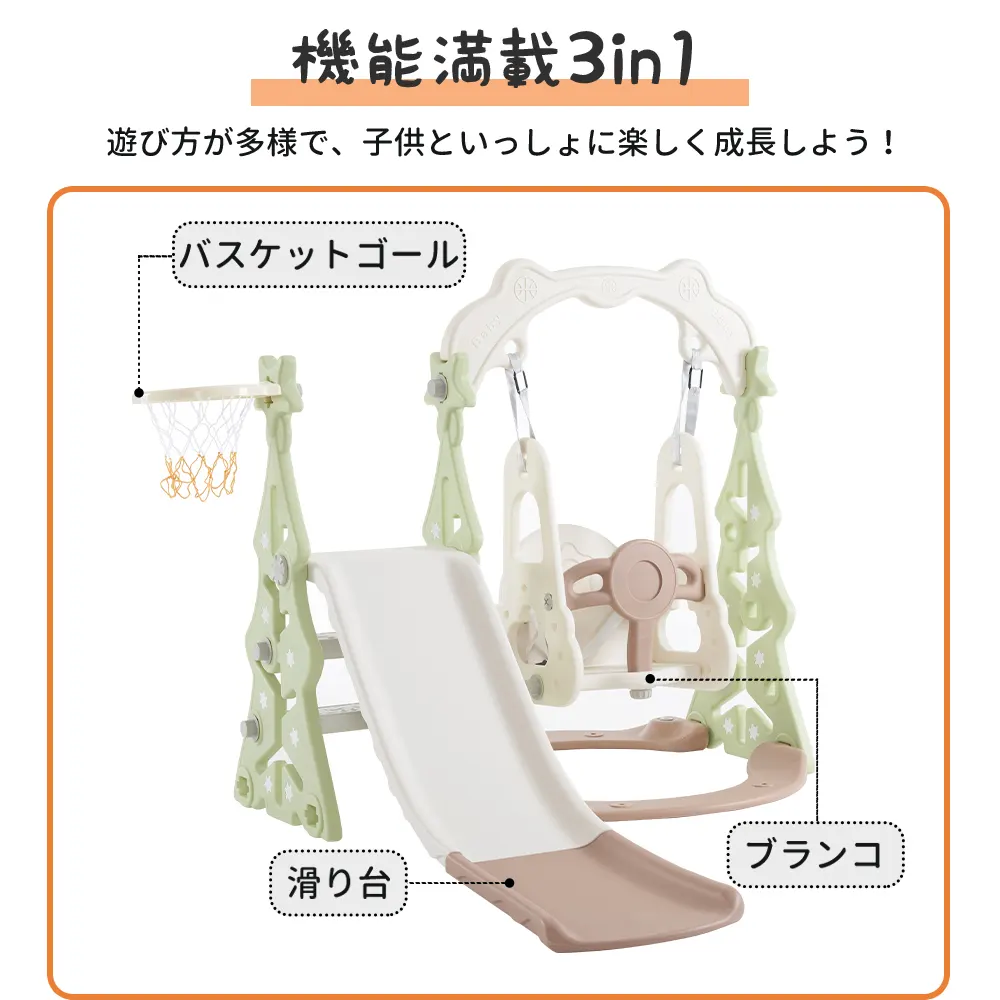 機能満載3in1
遊び方が多様で、子供といっしょに楽しく成長しよう！
バスケットゴール
滑り台
ブランコ